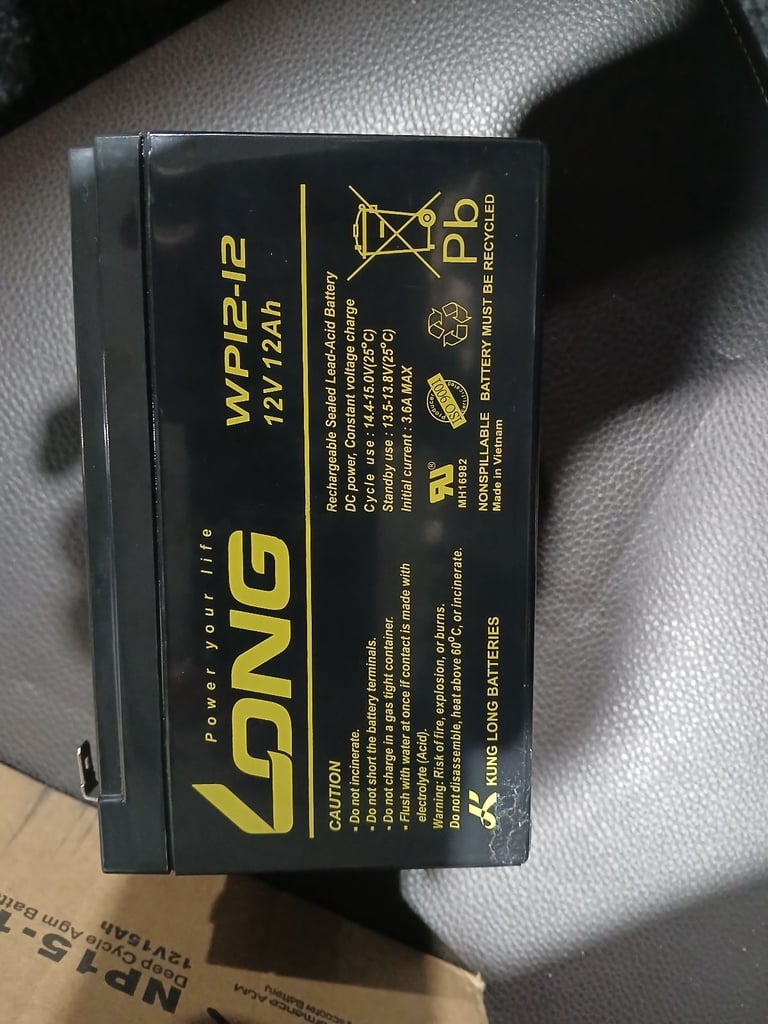 Power your life
LONG
WP12-12
12V 12Ah
CAUTION
• Do not incinerate.
• Do not short the battery terminals.
• Do not charge in a gas tight container.
• Flush with water at once if contact is made with
electrolyte (Acid).
Warning: Risk of fire, explosion, or burns.
Do not disassemble, heat above 60°C, or incinerate.
KUNG LONG BATTERIES
Rechargeable Sealed Lead-Acid Battery
DC power, Constant voltage charge
Cycle use : 14.4-15.0V(25°C)
Standby use : 13.5-13.8V(25°C)
Initial current : 3.6A MAX
MH16982
ISO 9001
Pb
NONSPILLABLE BATTERY MUST BE RECYCLED
Made in Vietnam
NP15-1
Deep Cycle Agm Batt
12V15Ah